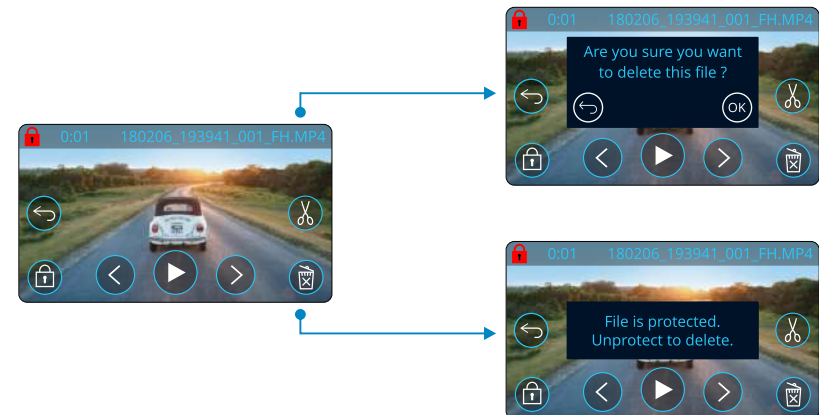 0:01 180206_193941_001_FH.MP4
Are you sure you want
to delete this file ?
OK
0:01 180206_193941_001_FH.MP4
0:01 180206_193941_001_FH.MP4
File is protected.
Unprotect to delete.